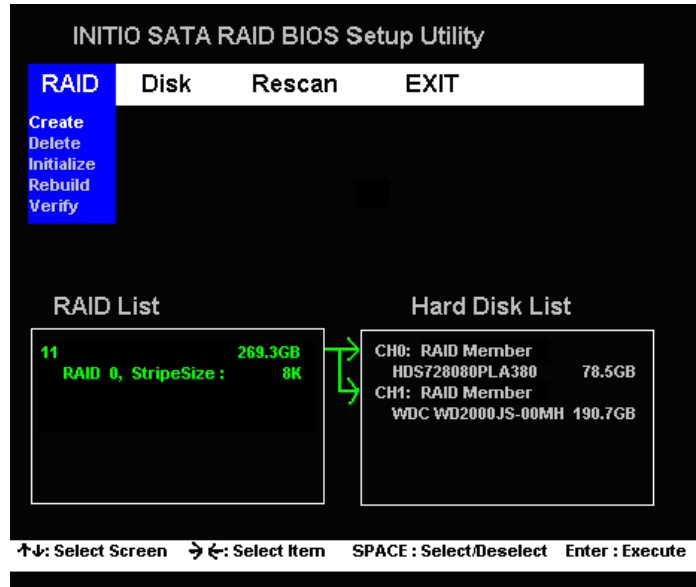 INITIO SATA RAID BIOS Setup Utility
RAID Disk Rescan EXIT
Create
Delete
Initialize
Rebuild
Verify
RAID List
11 269.3GB
RAID 0, StripeSize : 8K
Hard Disk List
CH0: RAID Member
HDS728080PLA380 78.5GB
CH1: RAID Member
WDC WD2000JS-00MH 190.7GB
↑↓: Select Screen →←: Select Item SPACE : Select/Deselect Enter : Execute